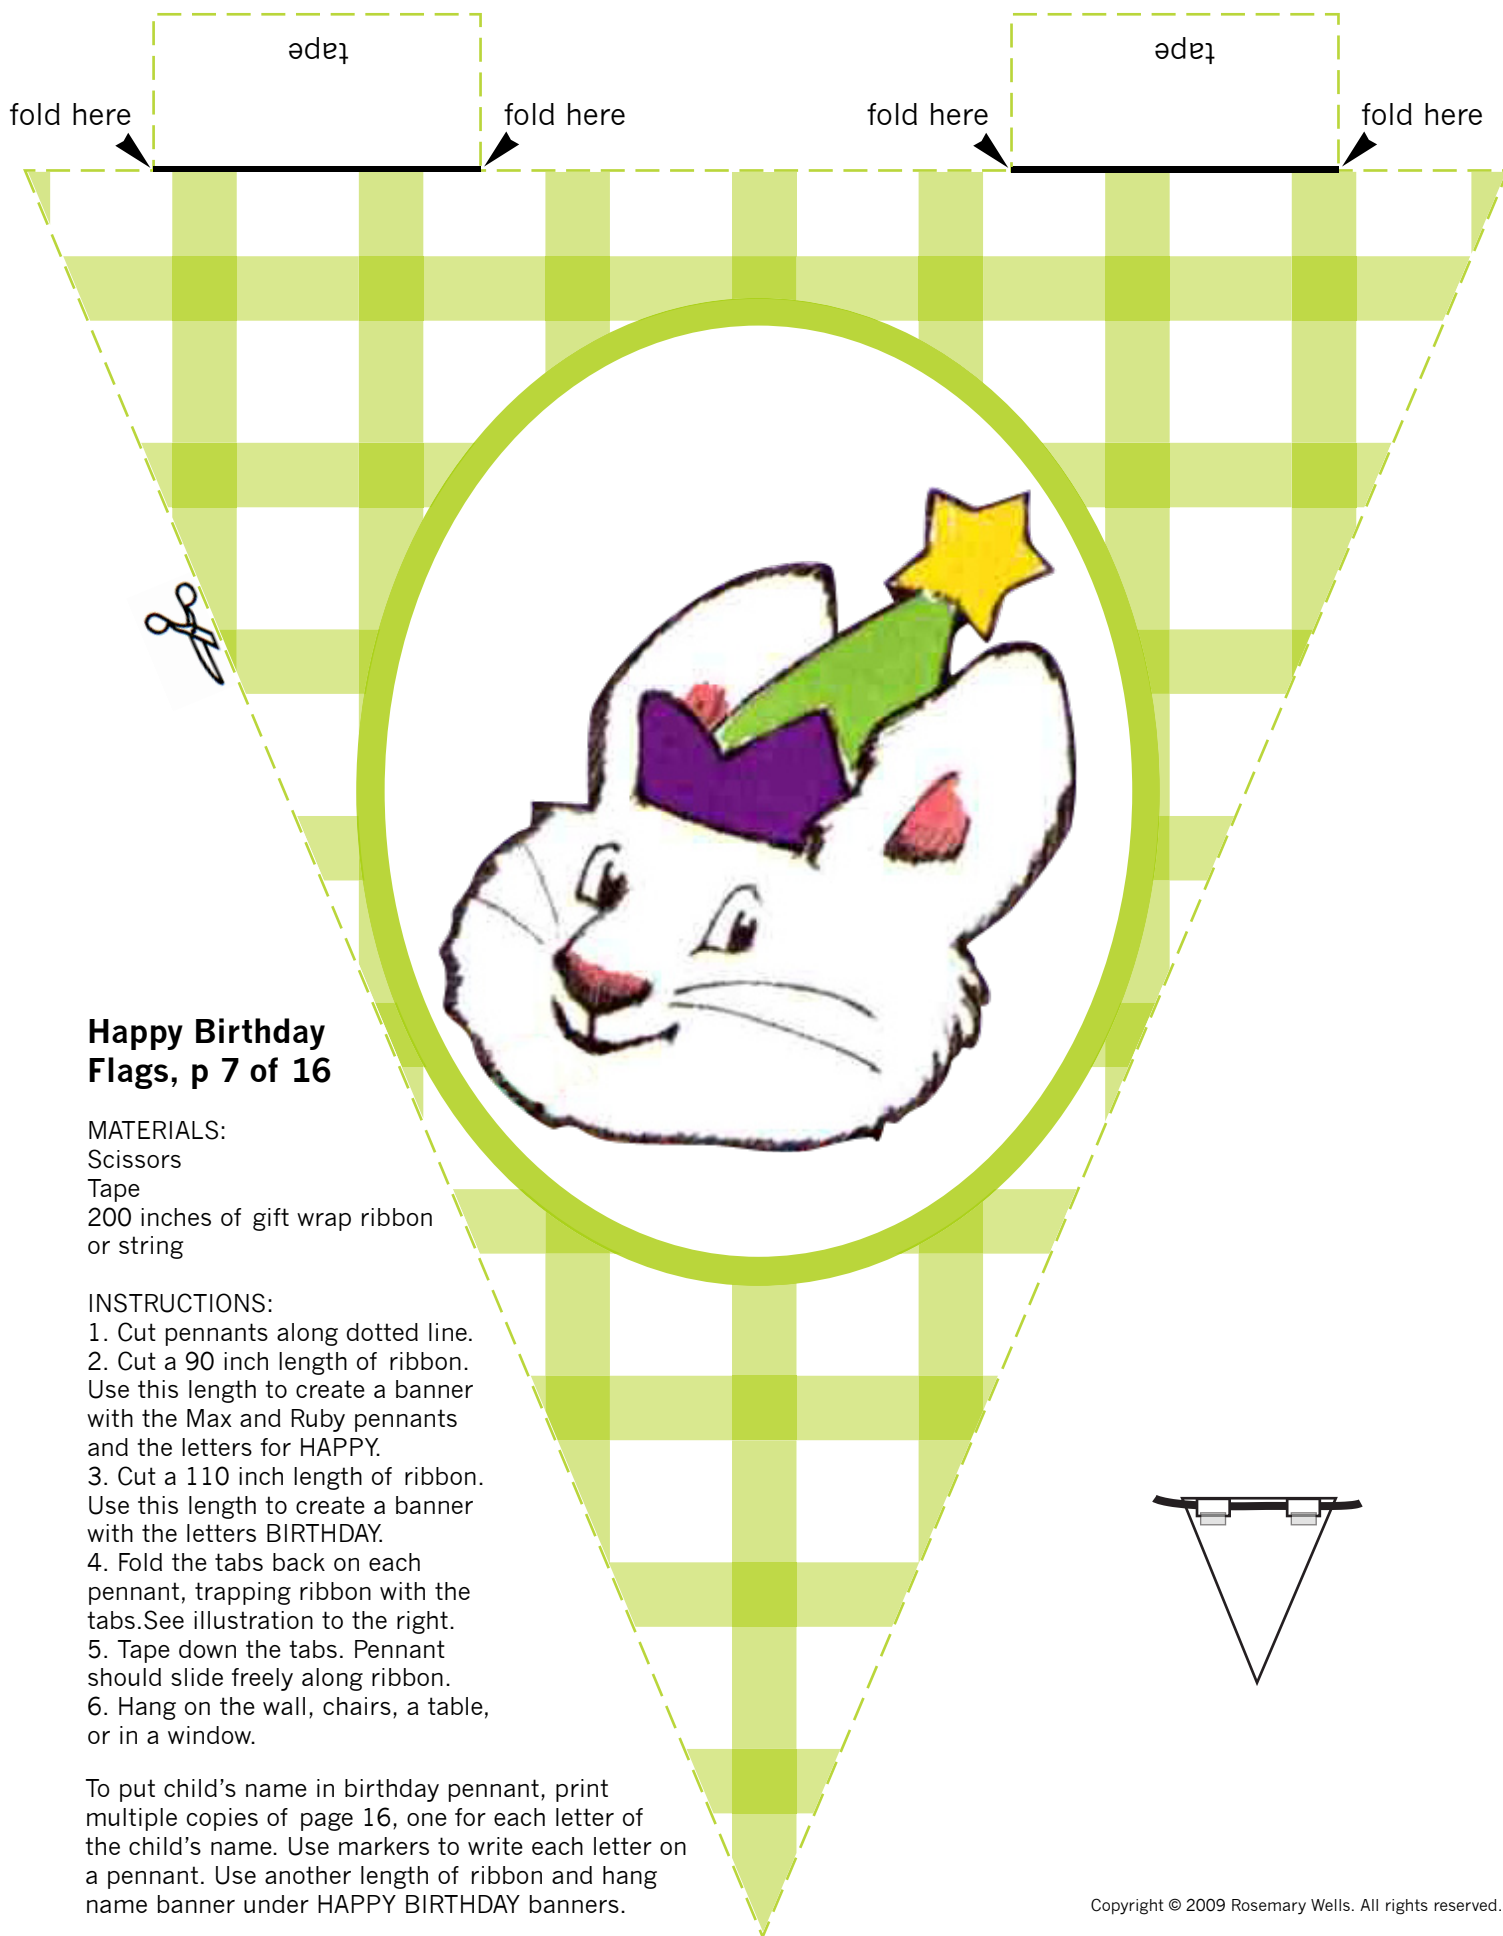 tape
tape
fold here
fold here
fold here
fold here
Happy Birthday
Flags, p 7 of 16
MATERIALS:
Scissors
Tape
200 inches of gift wrap ribbon
or string
INSTRUCTIONS:
1. Cut pennants along dotted line.
2. Cut a 90 inch length of ribbon.
Use this length to create a banner
with the Max and Ruby pennants
and the letters for HAPPY.
3. Cut a 110 inch length of ribbon.
Use this length to create a banner
with the letters BIRTHDAY.
4. Fold the tabs back on each
pennant, trapping ribbon with the
tabs.See illustration to the right.
5. Tape down the tabs. Pennant
should slide freely along ribbon.
6. Hang on the wall, chairs, a table,
or in a window.
To put child’s name in birthday pennant, print
multiple copies of page 16, one for each letter of
the child’s name. Use markers to write each letter on
a pennant. Use another length of ribbon and hang
name banner under HAPPY BIRTHDAY banners.
Copyright © 2009 Rosemary Wells. All rights reserved.